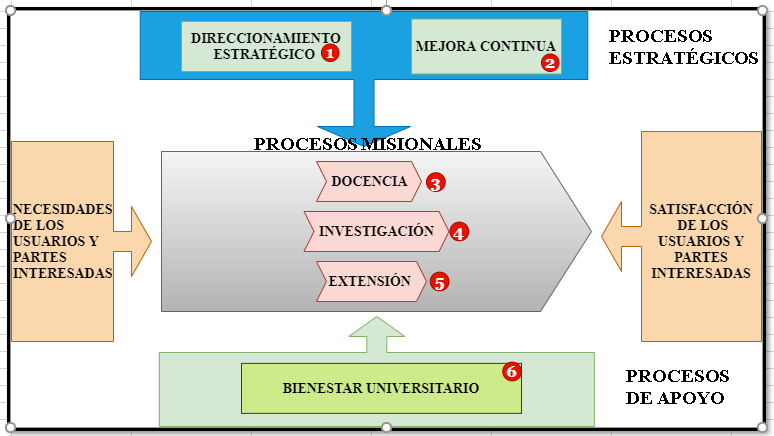 DIRECCIONAMIENTO
ESTRATÉGICO 1
MEJORA CONTINUA
2
PROCESOS
ESTRATÉGICOS
PROCESOS MISIONALES
DOCENCIA 3
INVESTIGACIÓN 4
EXTENSIÓN 5
NECESIDADES
DE LOS
USUARIOS Y
PARTES
INTERESADAS
SATISFACCIÓN
DE LOS
USUARIOS Y
PARTES
INTERESADAS
BIENESTAR UNIVERSITARIO 6
PROCESOS
DE APOYO